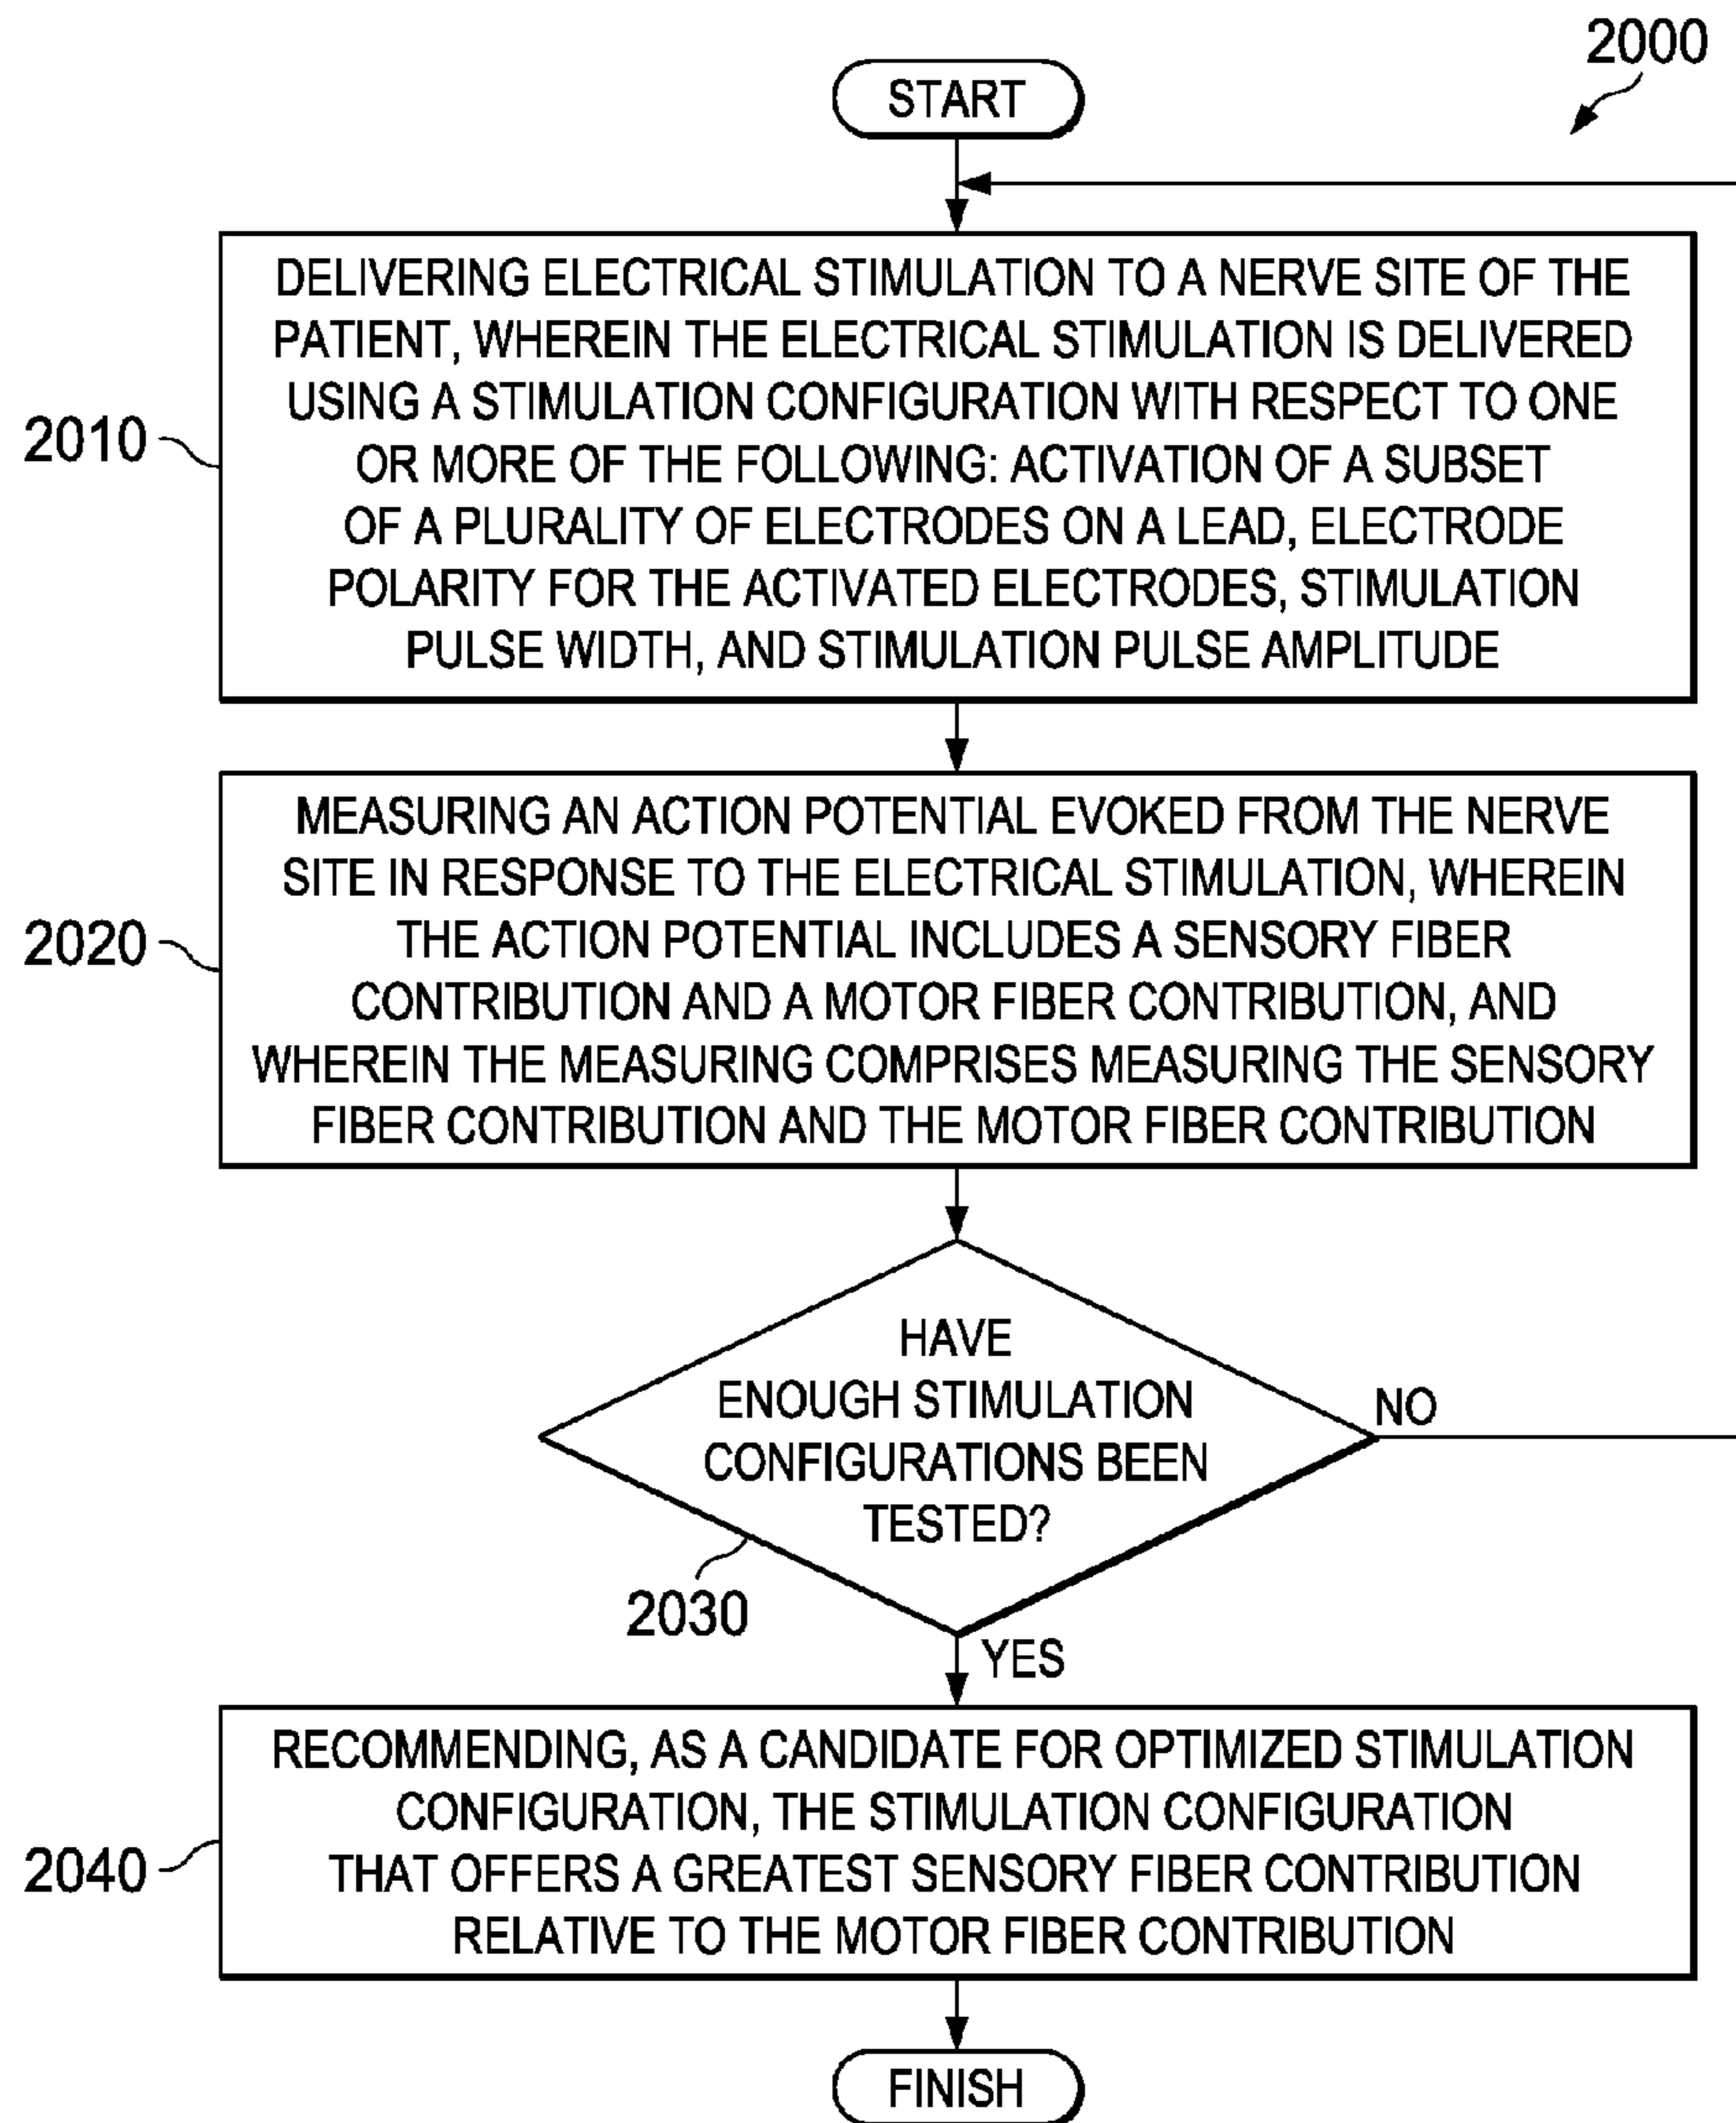 2000
START
DELIVERING ELECTRICAL STIMULATION TO A NERVE SITE OF THE
PATIENT, WHEREIN THE ELECTRICAL STIMULATION IS DELIVERED
USING A STIMULATION CONFIGURATION WITH RESPECT TO ONE
OR MORE OF THE FOLLOWING: ACTIVATION OF A SUBSET
OF A PLURALITY OF ELECTRODES ON A LEAD, ELECTRODE
POLARITY FOR THE ACTIVATED ELECTRODES, STIMULATION
PULSE WIDTH, AND STIMULATION PULSE AMPLITUDE
2010
MEASURING AN ACTION POTENTIAL EVOKED FROM THE NERVE
SITE IN RESPONSE TO THE ELECTRICAL STIMULATION, WHEREIN
THE ACTION POTENTIAL INCLUDES A SENSORY FIBER
CONTRIBUTION AND A MOTOR FIBER CONTRIBUTION, AND
WHEREIN THE MEASURING COMPRISES MEASURING THE SENSORY
FIBER CONTRIBUTION AND THE MOTOR FIBER CONTRIBUTION
2020
HAVE
ENOUGH STIMULATION
CONFIGURATIONS BEEN
TESTED?
NO
2030
YES
RECOMMENDING, AS A CANDIDATE FOR OPTIMIZED STIMULATION
CONFIGURATION, THE STIMULATION CONFIGURATION
THAT OFFERS A GREATEST SENSORY FIBER CONTRIBUTION
RELATIVE TO THE MOTOR FIBER CONTRIBUTION
2040
FINISH